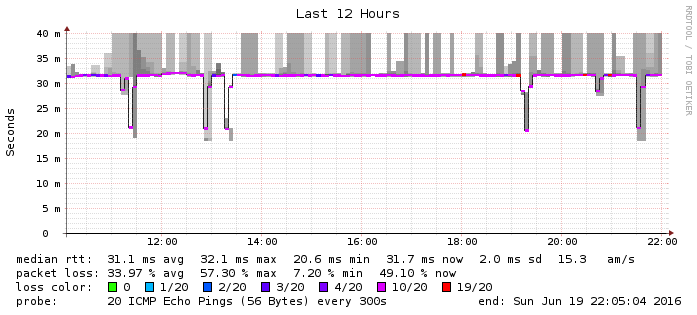 Last 12 Hours
RRDTOOL / TOBI OETIKER
Seconds
40 m
35 m
30 m
25 m
20 m
15 m
10 m
5 m
0
12:00 14:00 16:00 18:00 20:00 22:00
median rtt: 31.1 ms avg 32.1 ms max 20.6 ms min 31.7 ms now 2.0 ms sd 15.3 am/s
packet loss: 33.97 % avg 57.30 % max 7.20 % min 49.10 % now
loss color: 0 1/20 2/20 3/20 4/20 10/20 19/20
probe: 20 ICMP Echo Pings (56 Bytes) every 300s end: Sun Jun 19 22:05:04 2016